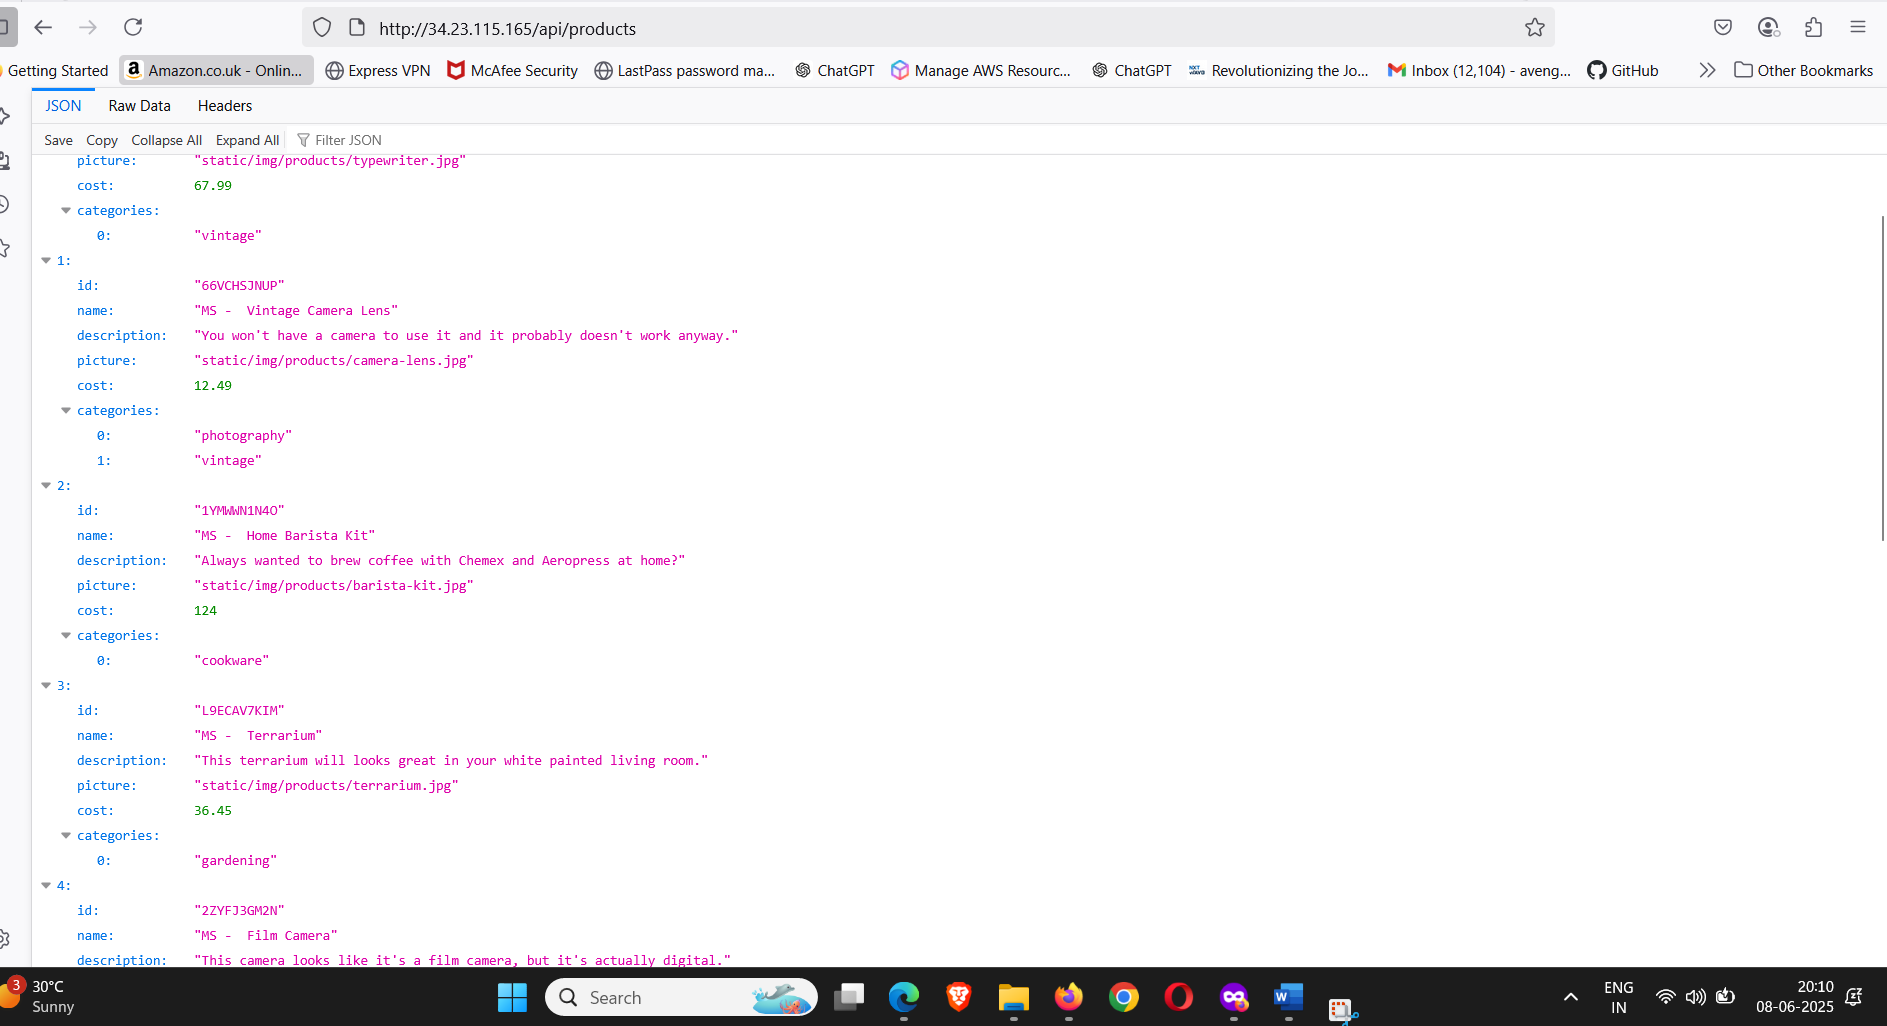 http://34.23.115.165/api/products
Getting Started Amazon.co.uk - Onlin... Express VPN McAfee Security LastPass password ma... ChatGPT Manage AWS Resourc... ChatGPT Revolutionizing the Jo... Inbox (12,104) - aveng... GitHub Other Bookmarks
JSON Raw Data Headers
Save Copy Collapse All Expand All Filter JSON
picture: "static/img/products/typewriter.jpg"
cost: 67.99
categories:
0: "vintage"
1:
id: "66VCHSJNUP"
name: "MS -  Vintage Camera Lens"
description: "You won't have a camera to use it and it probably doesn't work anyway."
picture: "static/img/products/camera-lens.jpg"
cost: 12.49
categories:
0: "photography"
1: "vintage"
2:
id: "1YMWWN1N4O"
name: "MS -  Home Barista Kit"
description: "Always wanted to brew coffee with Chemex and Aeropress at home?"
picture: "static/img/products/barista-kit.jpg"
cost: 124
categories:
0: "cookware"
3:
id: "L9ECAV7KIM"
name: "MS -  Terrarium"
description: "This terrarium will looks great in your white painted living room."
picture: "static/img/products/terrarium.jpg"
cost: 36.45
categories:
0: "gardening"
4:
id: "2ZYFJ3GM2N"
name: "MS -  Film Camera"
description: "This camera looks like it's a film camera, but it's actually digital."
3 30°C
Sunny
Search
ENG
IN
20:10
08-06-2025